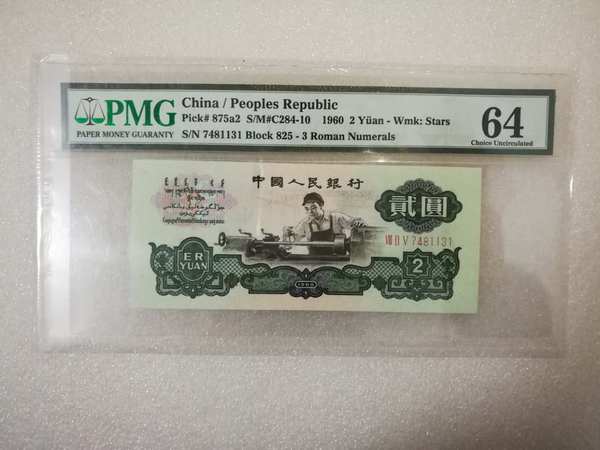 PMG
PAPER MONEY GUARANTY
China / Peoples Republic
Pick# 875a2 S/M#C284-10 1960 2 Yüan - Wmk: Stars
S/N 7481131 Block 825 - 3 Roman Numerals
64
Choice Uncirculated
中國人民銀行
貳圓
VIII II V 7481131
ER
YUAN
2
1960